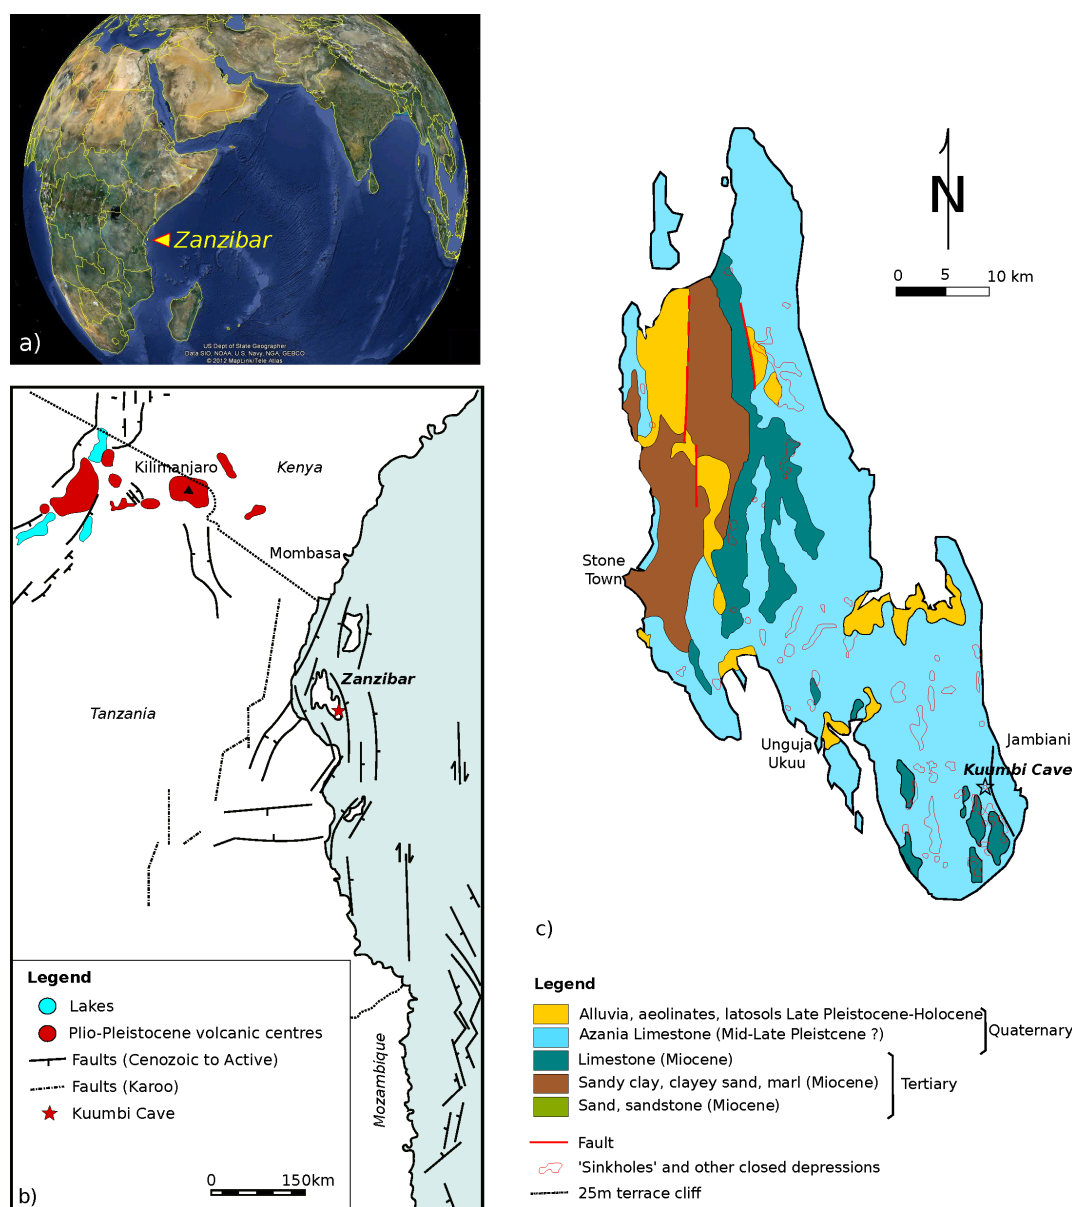 Zanzibar
a)
US Dept of State Geographer
Data SIO, NOAA, U.S. Navy, NGA, GEBCO
© 2012 MapLink/Tele Atlas
Kilimanjaro
Kenya
Mombasa
Zanzibar
Tanzania
Mozambique
Legend
Lakes
Plio-Pleistocene volcanic centres
Faults (Cenozoic to Active)
Faults (Karoo)
Kuumbi Cave
0 150km
b)
N
0 5 10 km
Stone
Town
Unguja
Ukuu
Jambiani
Kuumbi Cave
c)
Legend
Alluvia, aeolinates, latosols Late Pleistocene-Holocene
Azania Limestone (Mid-Late Pleistcene ?)
Quaternary
Limestone (Miocene)
Sandy clay, clayey sand, marl (Miocene)
Tertiary
Sand, sandstone (Miocene)
Fault
'Sinkholes' and other closed depressions
25m terrace cliff